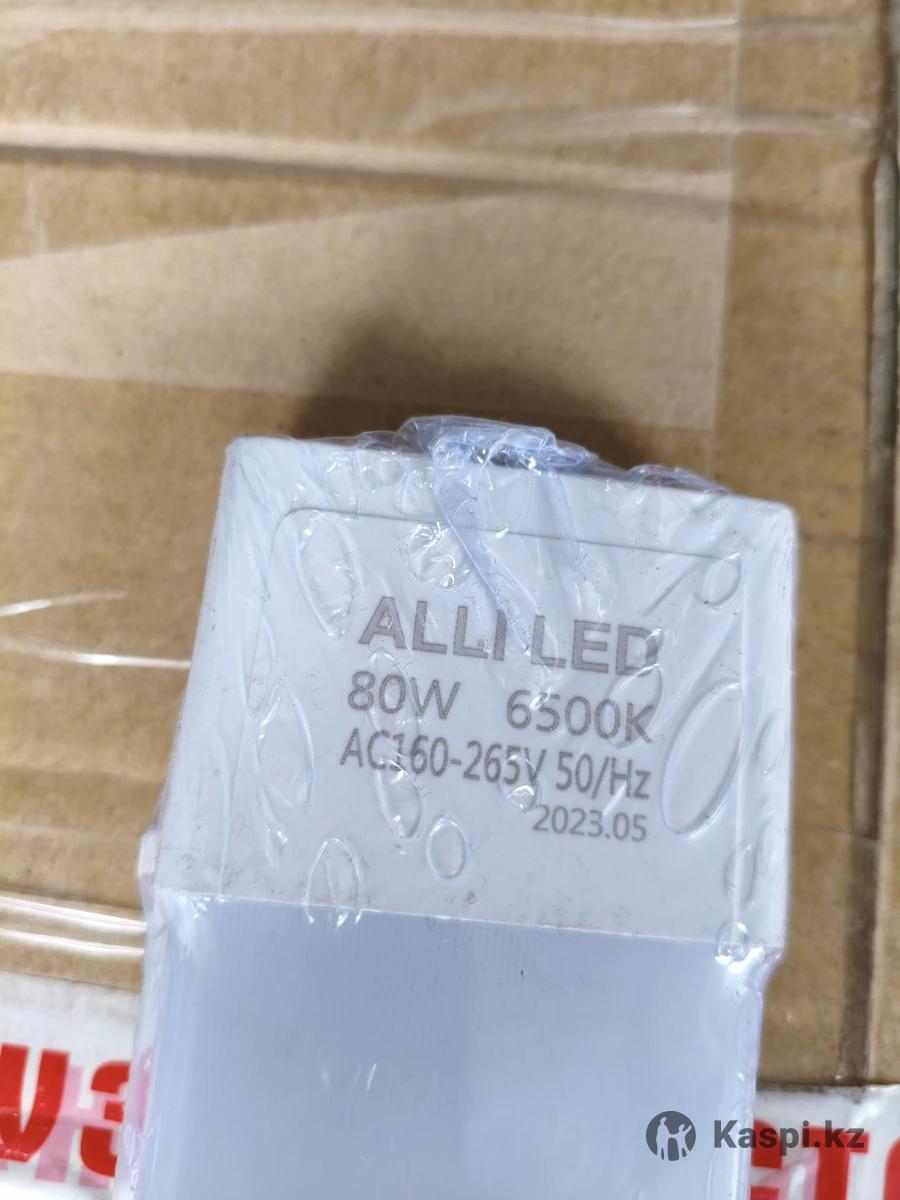 ALLI LED
80W 6500K
AC160-265V 50/Hz
2023.05
Kaspi.kz